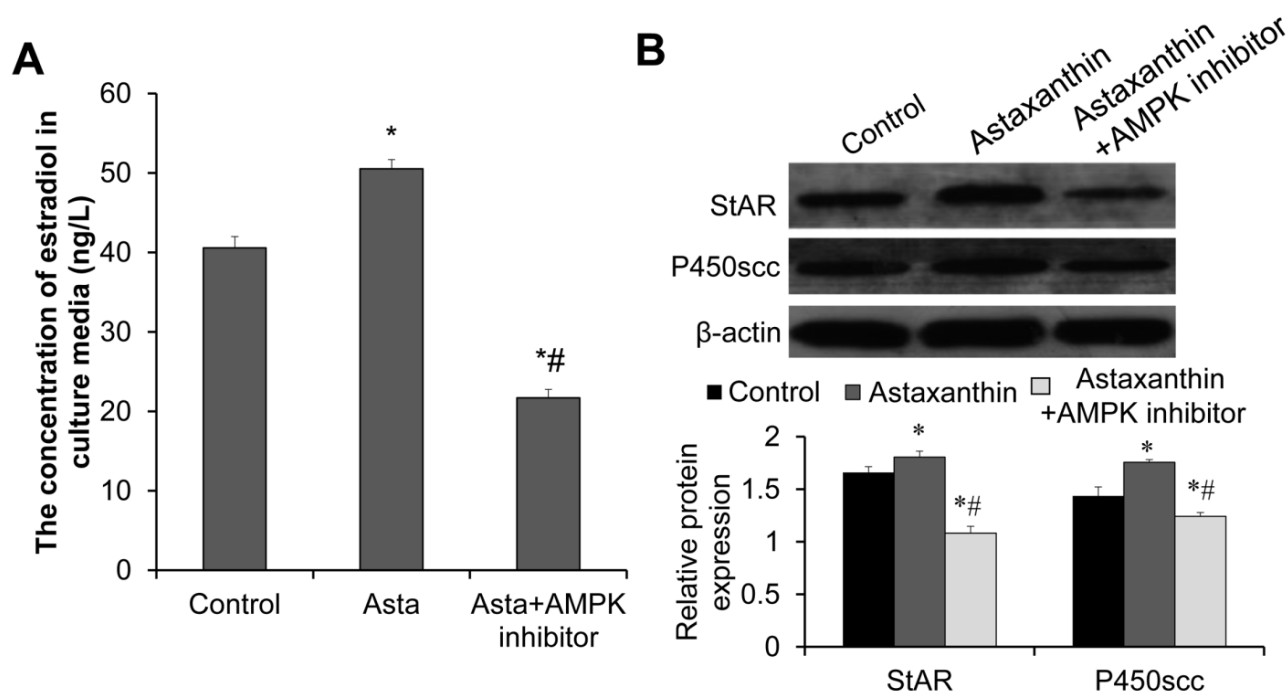 A
The concentration of estradiol in
culture media (ng/L)
60
50
40
30
20
10
0
*
*#
Control
Asta
Asta+AMPK
inhibitor
B
Control
Astaxanthin
Astaxanthin
+AMPK inhibitor
StAR
P450scc
β-actin
Control
Astaxanthin
Astaxanthin
+AMPK inhibitor
Relative protein
expression
2
1.5
1
0.5
0
*
*#
*
*#
StAR
P450scc